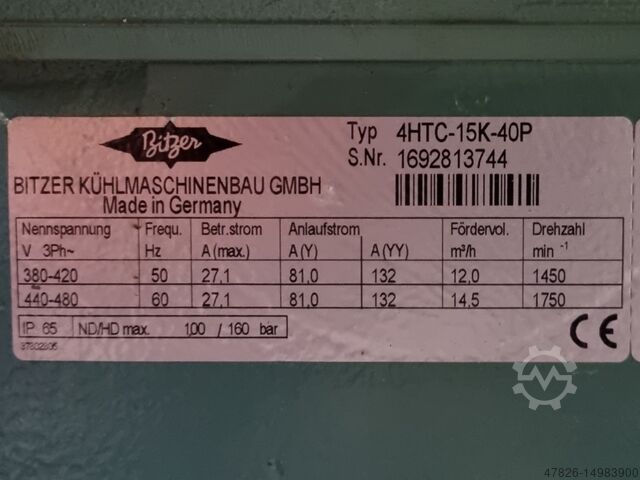 Bitzer
Typ 4HTC-15K-40P
S.Nr. 1692813744
BITZER KÜHLMASCHINENBAU GMBH
Made in Germany
Nennspannung Frequ. Betr.strom Anlaufstrom Fördervol. Drehzahl
V 3Ph~ Hz A (max.) A (Y) A (YY) m³/h min -1
380-420 50 27,1 81,0 132 12,0 1450
440-480 60 27,1 81,0 132 14,5 1750
IP 65 ND/HD max. 100 / 160 bar
CE
47826-14983900